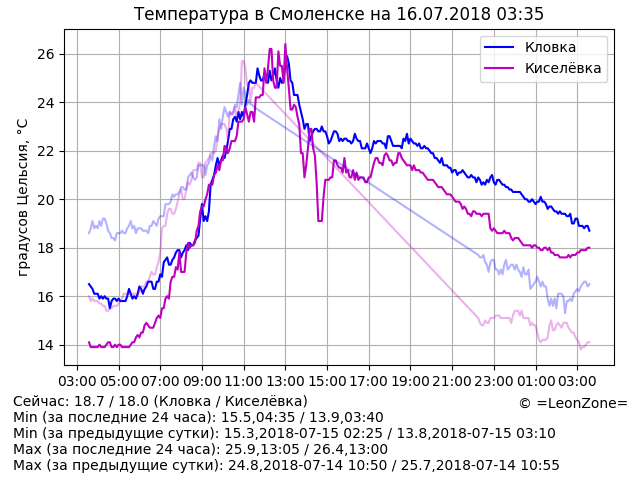 Температура в Смоленске на 16.07.2018 03:35
Кловка
Киселёвка
градусов Цельсия, °C
26
24
22
20
18
16
14
03:00 05:00 07:00 09:00 11:00 13:00 15:00 17:00 19:00 21:00 23:00 01:00 03:00
Сейчас: 18.7 / 18.0 (Кловка / Киселёвка)
© =LeonZone=
Min (за последние 24 часа): 15.5,04:35 / 13.9,03:40
Min (за предыдущие сутки): 15.3,2018-07-15 02:25 / 13.8,2018-07-15 03:10
Max (за последние 24 часа): 25.9,13:05 / 26.4,13:00
Max (за предыдущие сутки): 24.8,2018-07-14 10:50 / 25.7,2018-07-14 10:55